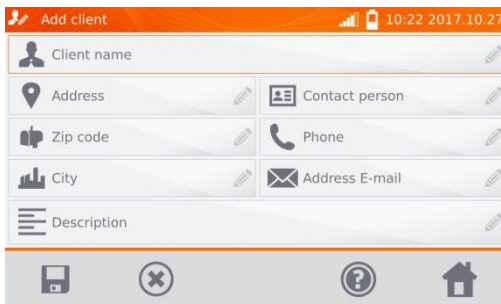 Add client 10:22 2017.10.27
Client name
Address Contact person
Zip code Phone
City Address E-mail
Description